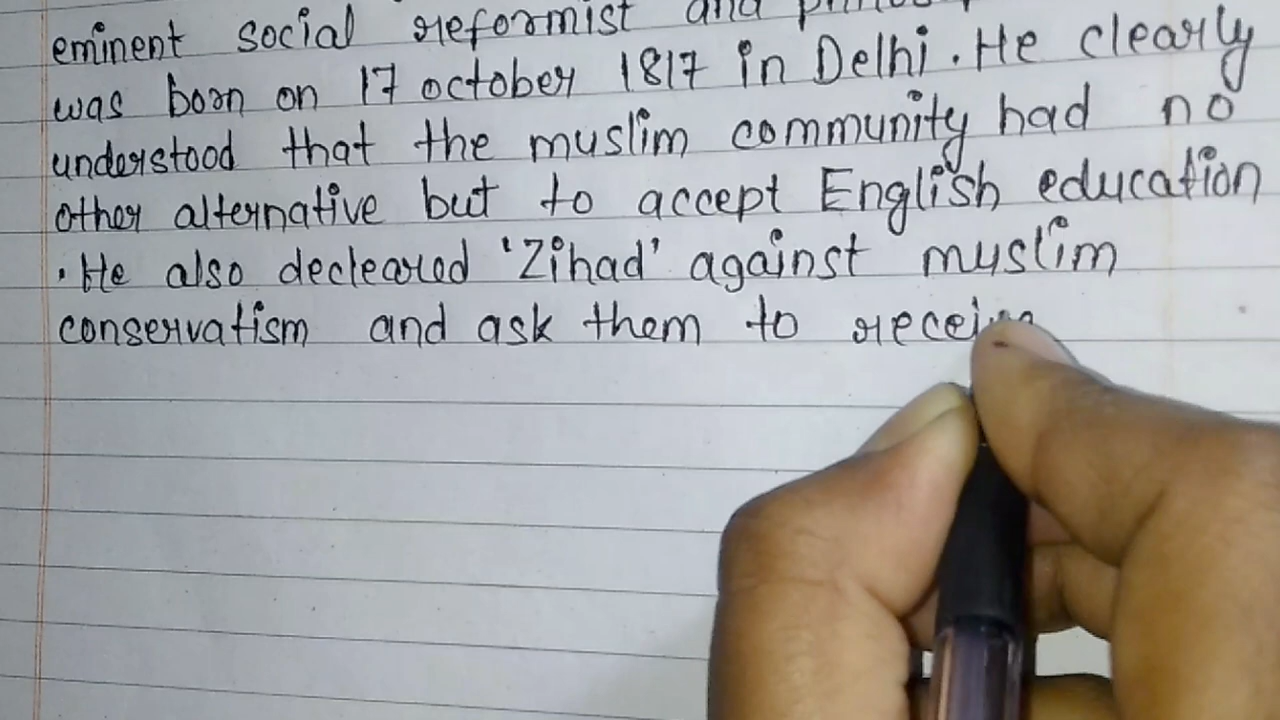 eminent social reformist and
was born on 17 october 1817 in Delhi . He clearly
understood that the muslim community had no
other alternative but to accept English education
. He also decleared 'Zihad' against muslim
conservatism and ask them to